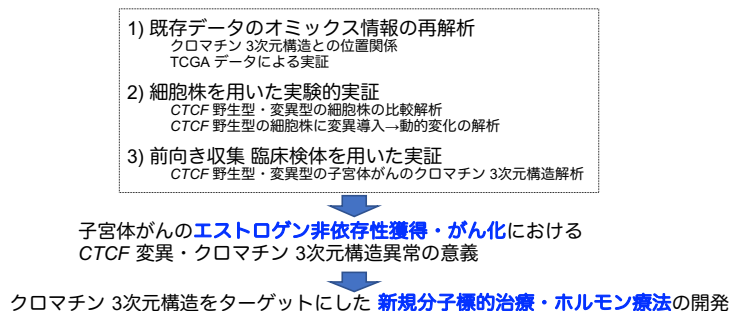 1) 既存データのオミックス情報の再解析
クロマチン 3次元構造との位置関係
TCGA データによる実証
2) 細胞株を用いた実験的実証
CTCF 野生型・変異型の細胞株の比較解析
CTCF 野生型の細胞株に変異導入→動的変化の解析
3) 前向き収集 臨床検体を用いた実証
CTCF 野生型・変異型の子宮体がんのクロマチン 3次元構造解析
子宮体がんのエストロゲン非依存性獲得・がん化における
CTCF 変異・クロマチン 3次元構造異常の意義
クロマチン 3次元構造をターゲットにした 新規分子標的治療・ホルモン療法の開発